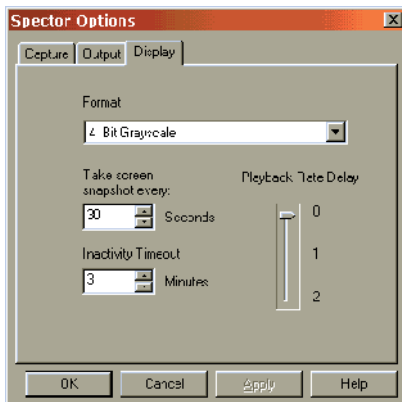 Spector Options
Capture Output Display
Format
4 Bit Grayscale
Take screen
snapshot every:
30 Seconds
Inactivity Timeout
3 Minutes
Playback Rate Delay
0
1
2
OK Cancel Apply Help